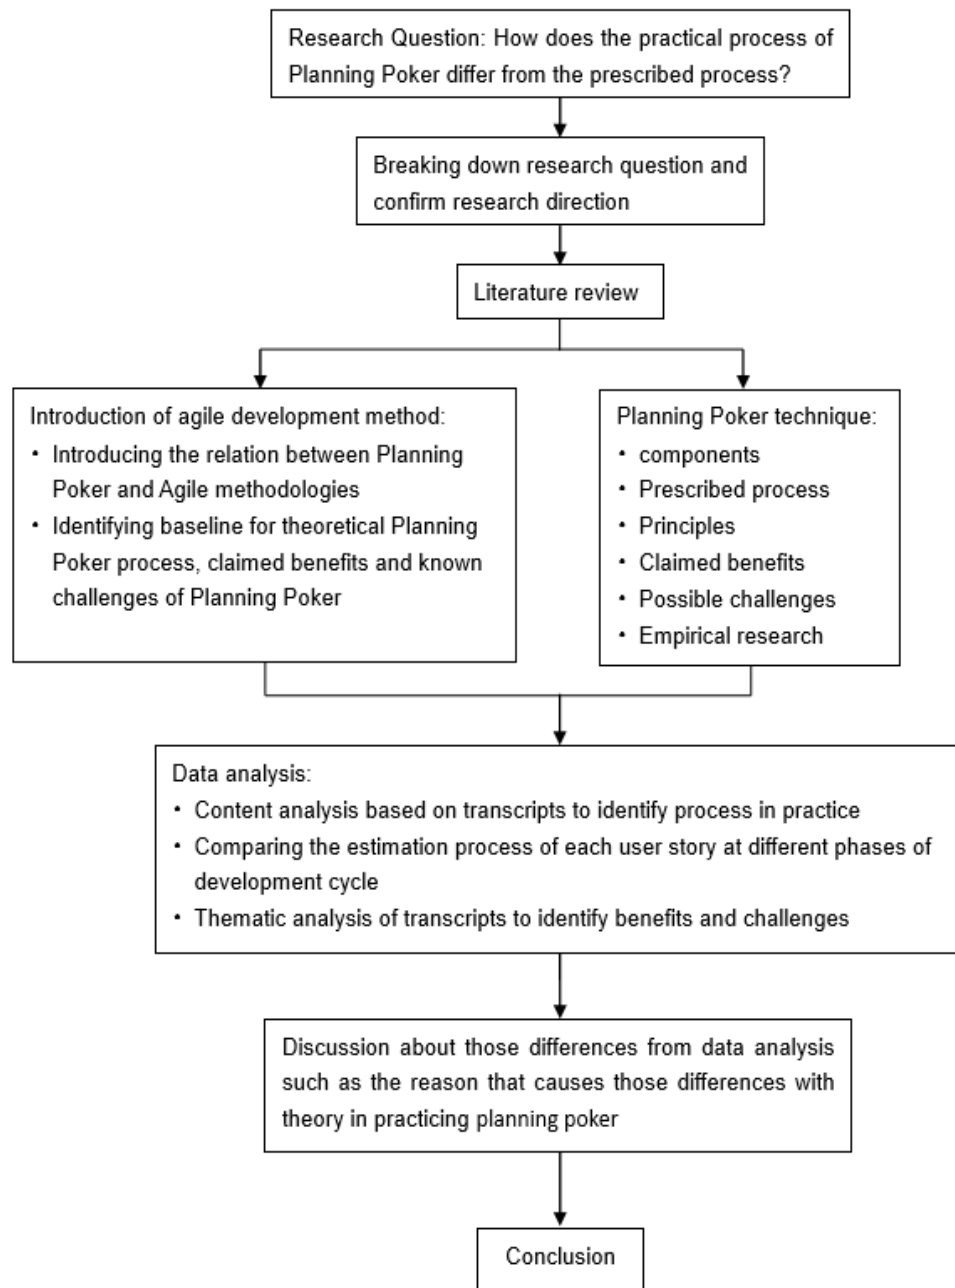 Research Question: How does the practical process of
Planning Poker differ from the prescribed process?
Breaking down research question and
confirm research direction
Literature review
Introduction of agile development method:
• Introducing the relation between Planning
Poker and Agile methodologies
• Identifying baseline for theoretical Planning
Poker process, claimed benefits and known
challenges of Planning Poker
Planning Poker technique:
• components
• Prescribed process
• Principles
• Claimed benefits
• Possible challenges
• Empirical research
Data analysis:
• Content analysis based on transcripts to identify process in practice
• Comparing the estimation process of each user story at different phases of
development cycle
• Thematic analysis of transcripts to identify benefits and challenges
Discussion about those differences from data analysis
such as the reason that causes those differences with
theory in practicing planning poker
Conclusion